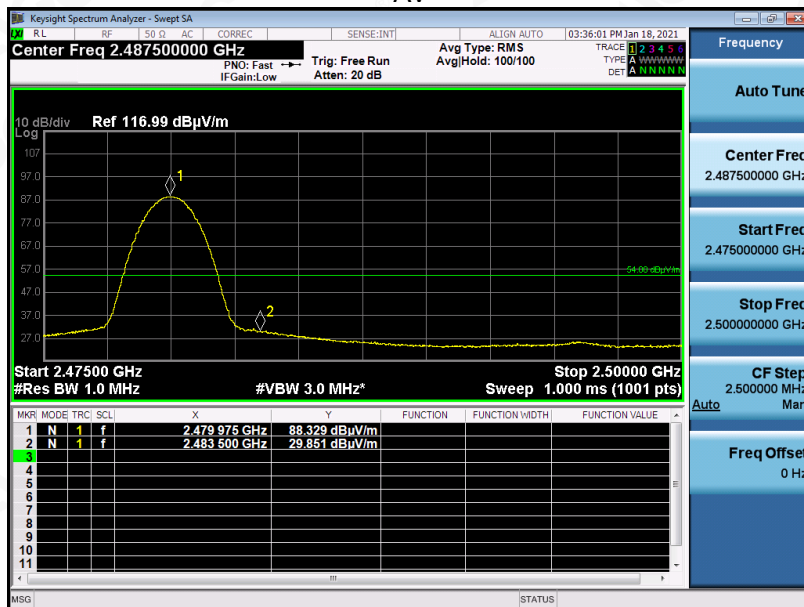 Keysight Spectrum Analyzer - Swept SA
LXI RL RF 50 Ω AC CORREC SENSE:INT ALIGN AUTO 03:36:01 PM Jan 18, 2021
Center Freq 2.487500000 GHz
PNO: Fast
IFGain:Low
Trig: Free Run
Atten: 20 dB
Avg Type: RMS
Avg|Hold: 100/100
TRACE 1 2 3 4 5 6
TYPE A WWWWW
DET A N N N N N
10 dB/div Ref 116.99 dBµV/m
Log
107
97.0
1
87.0
77.0
67.0
57.0
54.00 dBµV/m
47.0
37.0
2
27.0
Start 2.47500 GHz Stop 2.50000 GHz
#Res BW 1.0 MHz #VBW 3.0 MHz* Sweep 1.000 ms (1001 pts)
MKR MODE TRC SCL X Y FUNCTION FUNCTION WIDTH FUNCTION VALUE
1 N 1 f 2.479 975 GHz 88.329 dBµV/m
2 N 1 f 2.483 500 GHz 29.851 dBµV/m
3
4
5
6
7
8
9
10
11
MSG STATUS
Frequency
Auto Tune
Center Freq
2.487500000 GHz
Start Freq
2.475000000 GHz
Stop Freq
2.500000000 GHz
CF Step
2.500000 MHz
Auto Man
Freq Offset
0 Hz